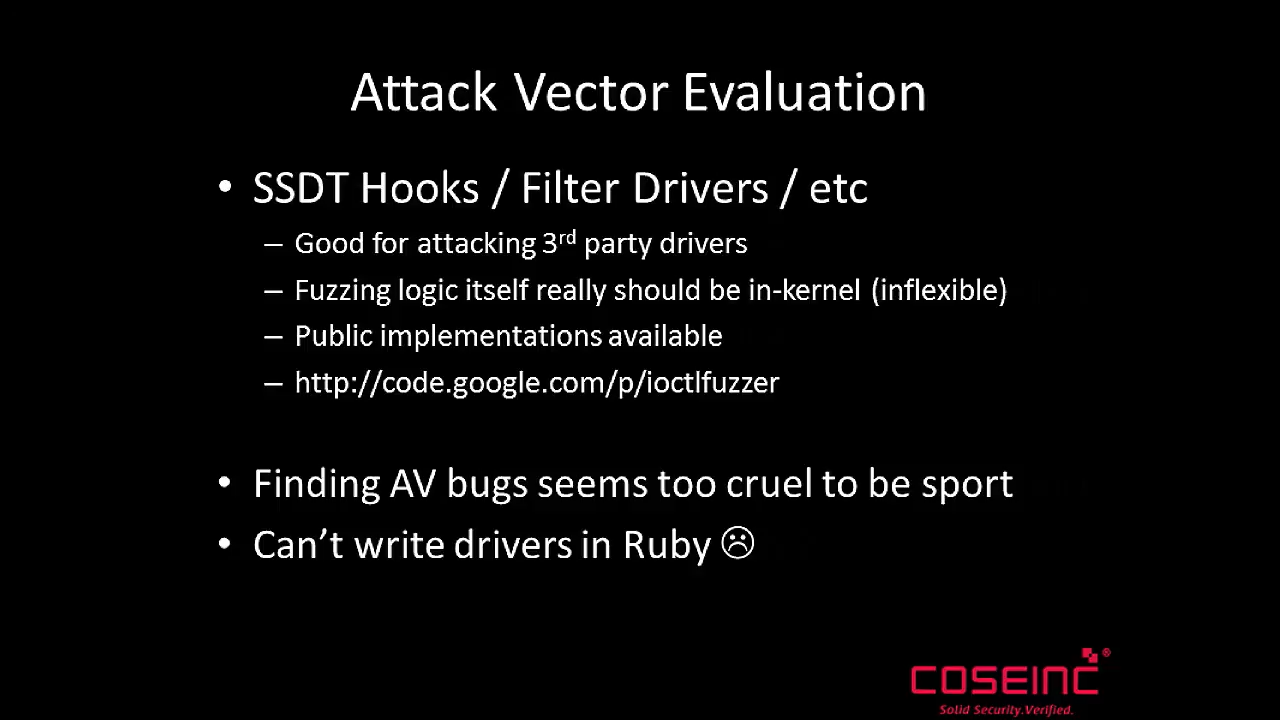 Attack Vector Evaluation
• SSDT Hooks / Filter Drivers / etc
– Good for attacking 3rd party drivers
– Fuzzing logic itself really should be in-kernel (inflexible)
– Public implementations available
– http://code.google.com/p/ioctlfuzzer
• Finding AV bugs seems too cruel to be sport
• Can't write drivers in Ruby ☹
COSEINC®
Solid Security.Verified.